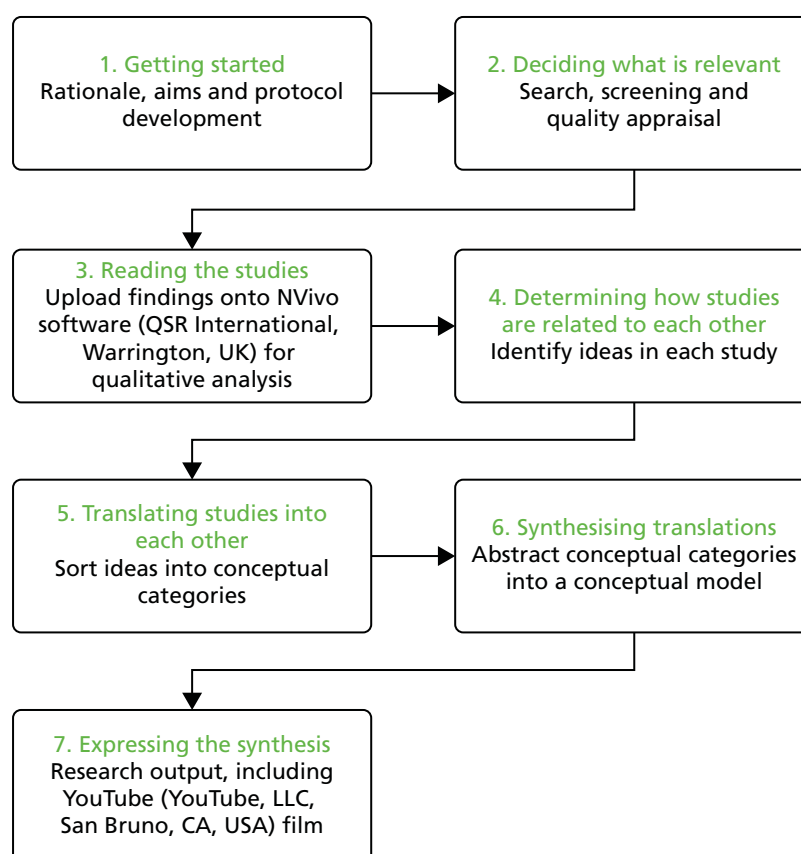 1. Getting started
Rationale, aims and protocol
development
2. Deciding what is relevant
Search, screening and
quality appraisal
3. Reading the studies
Upload findings onto NVivo
software (QSR International,
Warrington, UK) for
qualitative analysis
4. Determining how studies
are related to each other
Identify ideas in each study
5. Translating studies into
each other
Sort ideas into conceptual
categories
6. Synthesising translations
Abstract conceptual categories
into a conceptual model
7. Expressing the synthesis
Research output, including
YouTube (YouTube, LLC,
San Bruno, CA, USA) film